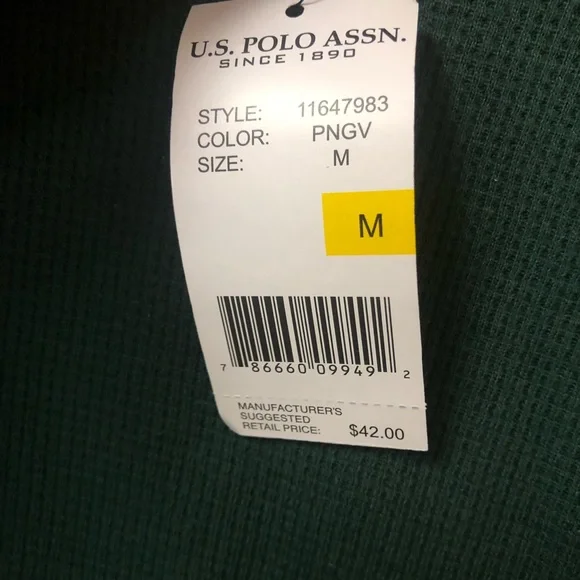 U.S. POLO ASSN.
SINCE 1890
STYLE: 11647983
COLOR: PNGV
SIZE: M
M
7 86660 09949 2
MANUFACTURER'S
SUGGESTED
RETAIL PRICE: $42.00